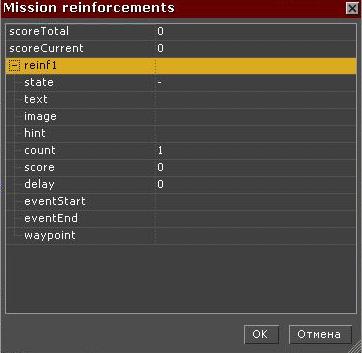 Mission reinforcements
scoreTotal 0
scoreCurrent 0
reinf1
state -
text
image
hint
count 1
score 0
delay 0
eventStart
eventEnd
waypoint
OK Отмена